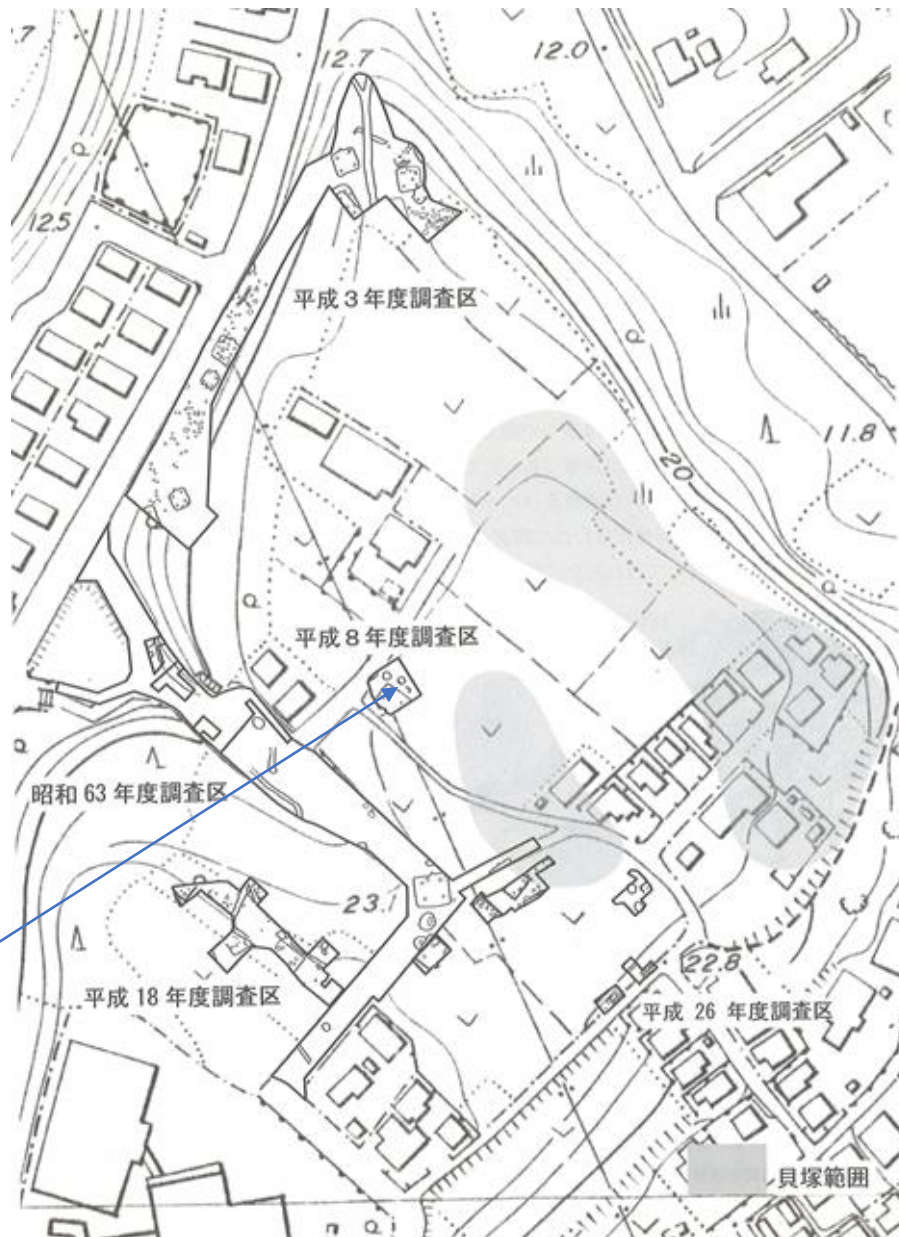 .7
12.7
12.0
12.5
平成３年度調査区
20
11.8
平成８年度調査区
昭和 63 年度調査区
23.1
平成 18 年度調査区
22.8
平成 26 年度調査区
貝塚範囲